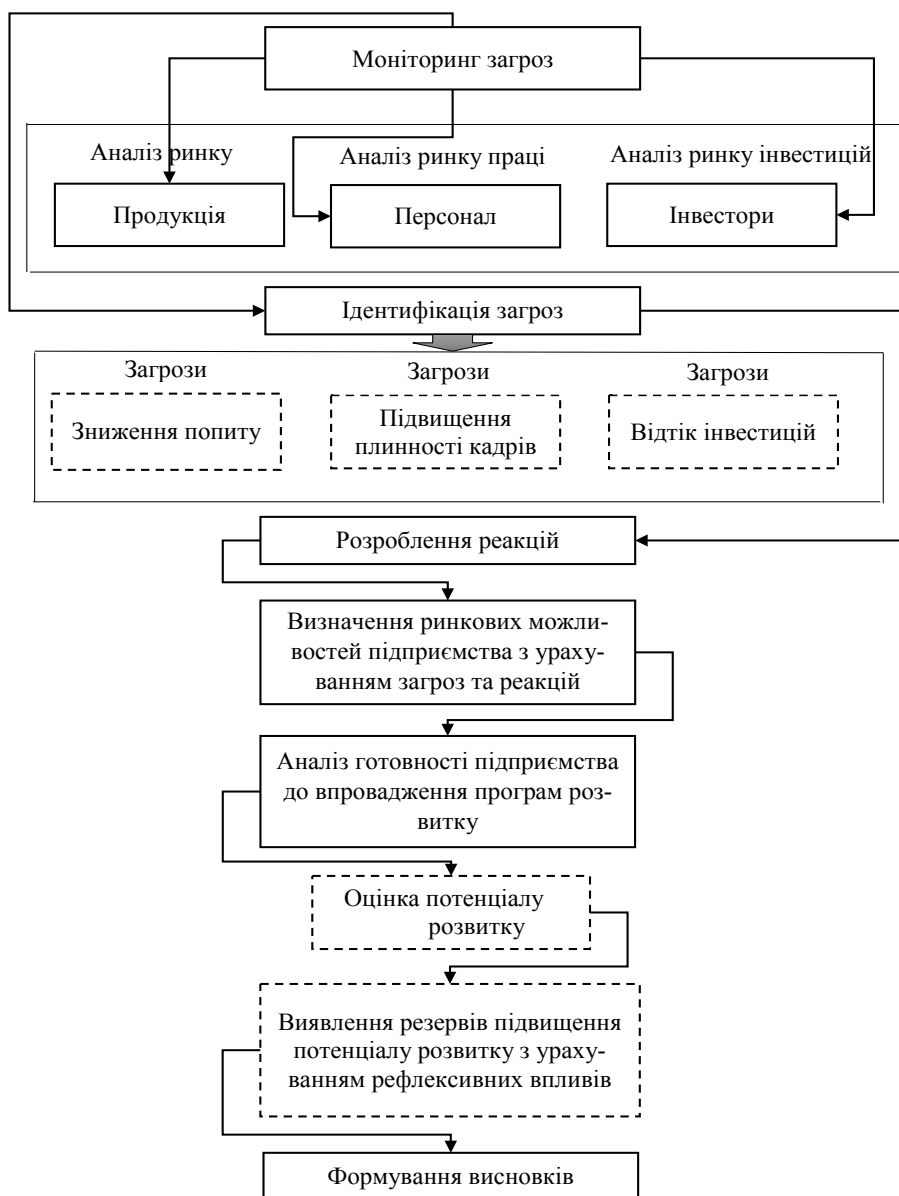 Моніторинг загроз
Аналіз ринку
Аналіз ринку праці
Аналіз ринку інвестицій
Продукція
Персонал
Інвестори
Ідентифікація загроз
Загрози
Загрози
Загрози
Зниження попиту
Підвищення
плинності кадрів
Відтік інвестицій
Розроблення реакцій
Визначення ринкових можли-
востей підприємства з урах-
уванням загроз та реакцій
Аналіз готовності підприємства
до впровадження програм роз-
витку
Оцінка потенціалу
розвитку
Виявлення резервів підвищення
потенціалу розвитку з ураху-
ванням рефлексивних впливів
Формування висновків